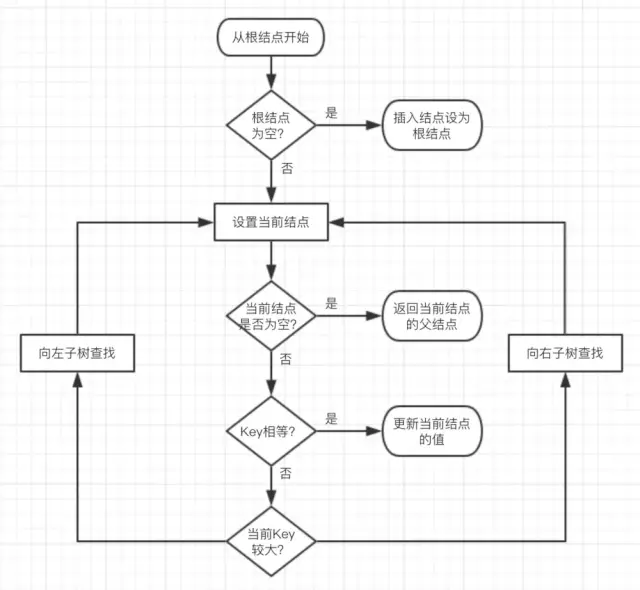 从根结点开始
根结点
为空?
是
插入结点设为
根结点
否
设置当前结点
当前结点
是否为空?
是
返回当前结点
的父结点
向左子树查找
向右子树查找
否
Key相等?
是
更新当前结点
的值
否
当前Key
较大?